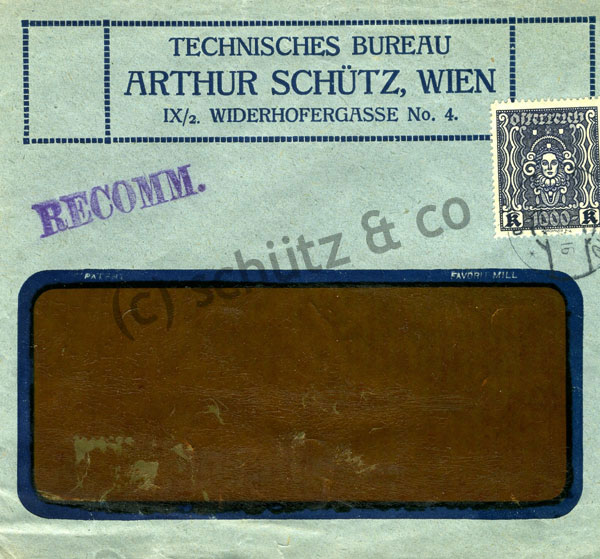 TECHNISCHES BUREAU
ARTHUR SCHÜTZ, WIEN
IX/2. WIDERHOFERGASSE No. 4.
österreich
K 1000 K
RECOMM.
(c) schütz & co
PATENT
FAVORIT MILL